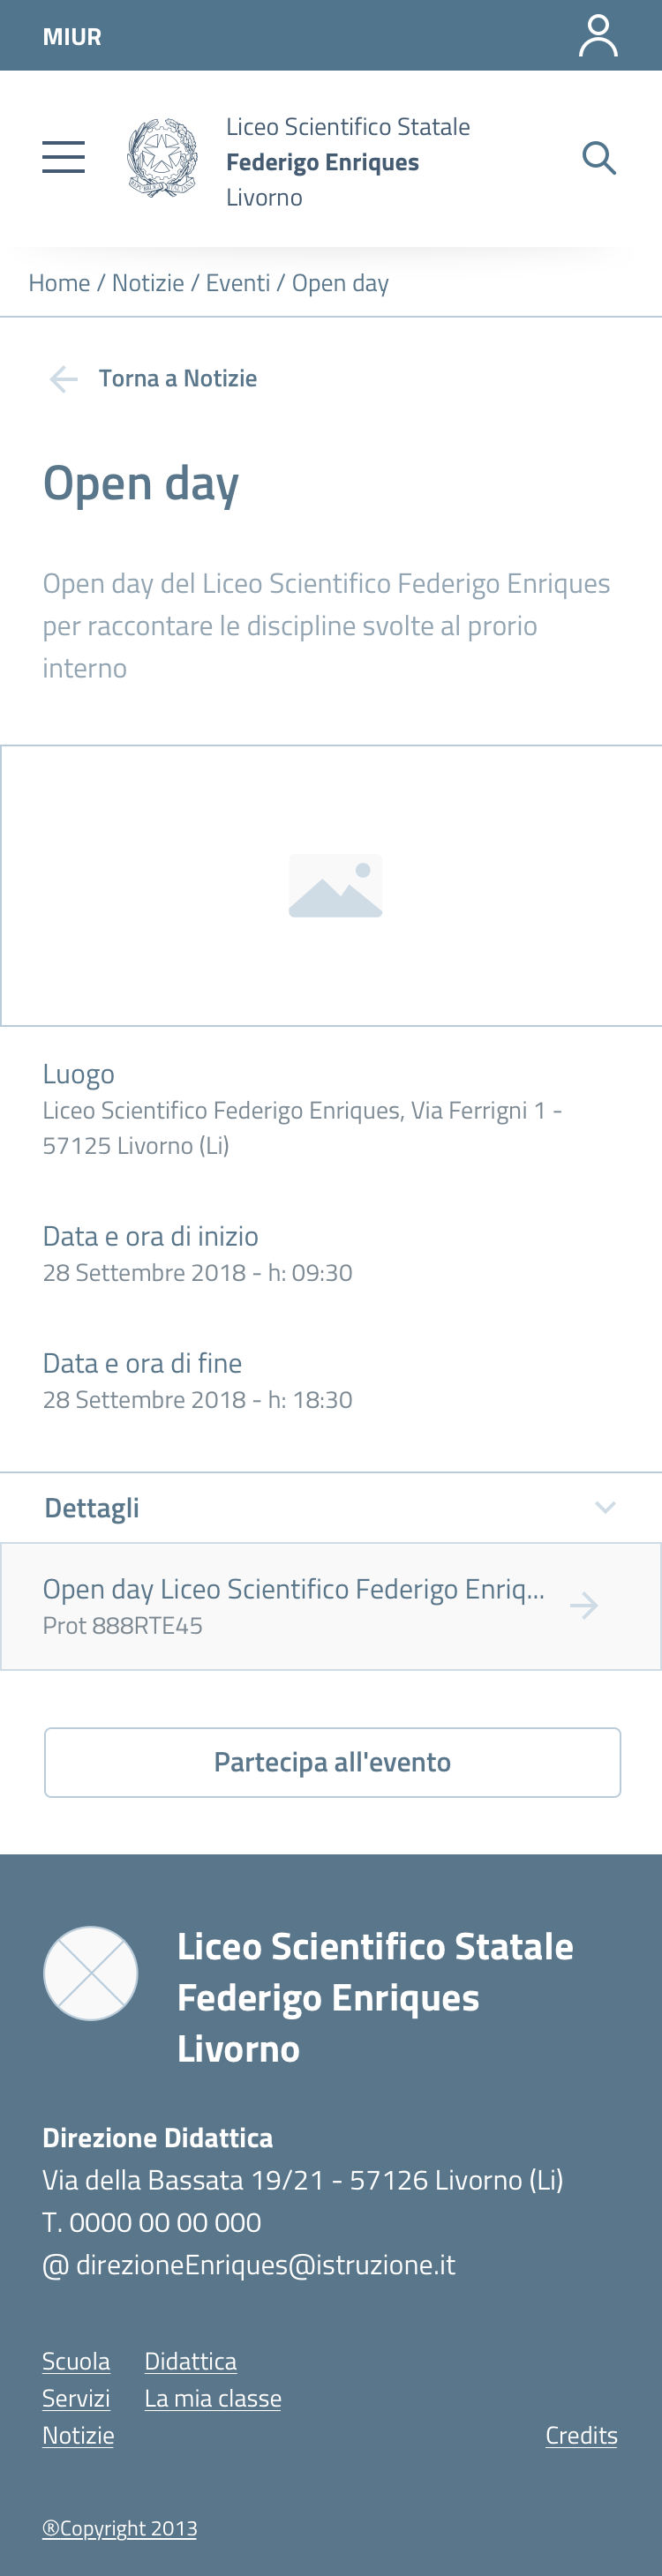 MIUR
Liceo Scientifico Statale
Federigo Enriques
Livorno
Home / Notizie / Eventi / Open day
Torna a Notizie
Open day
Open day del Liceo Scientifico Federigo Enriques
per raccontare le discipline svolte al prorio
interno
Luogo
Liceo Scientifico Federigo Enriques, Via Ferrigni 1 -
57125 Livorno (Li)
Data e ora di inizio
28 Settembre 2018 - h: 09:30
Data e ora di fine
28 Settembre 2018 - h: 18:30
Dettagli
Open day Liceo Scientifico Federigo Enriq...
Prot 888RTE45
Partecipa all'evento
Liceo Scientifico Statale
Federigo Enriques
Livorno
Direzione Didattica
Via della Bassata 19/21 - 57126 Livorno (Li)
T. 0000 00 00 000
@ direzioneEnriques@istruzione.it
Scuola Didattica
Servizi La mia classe
Notizie Credits
®Copyright 2013